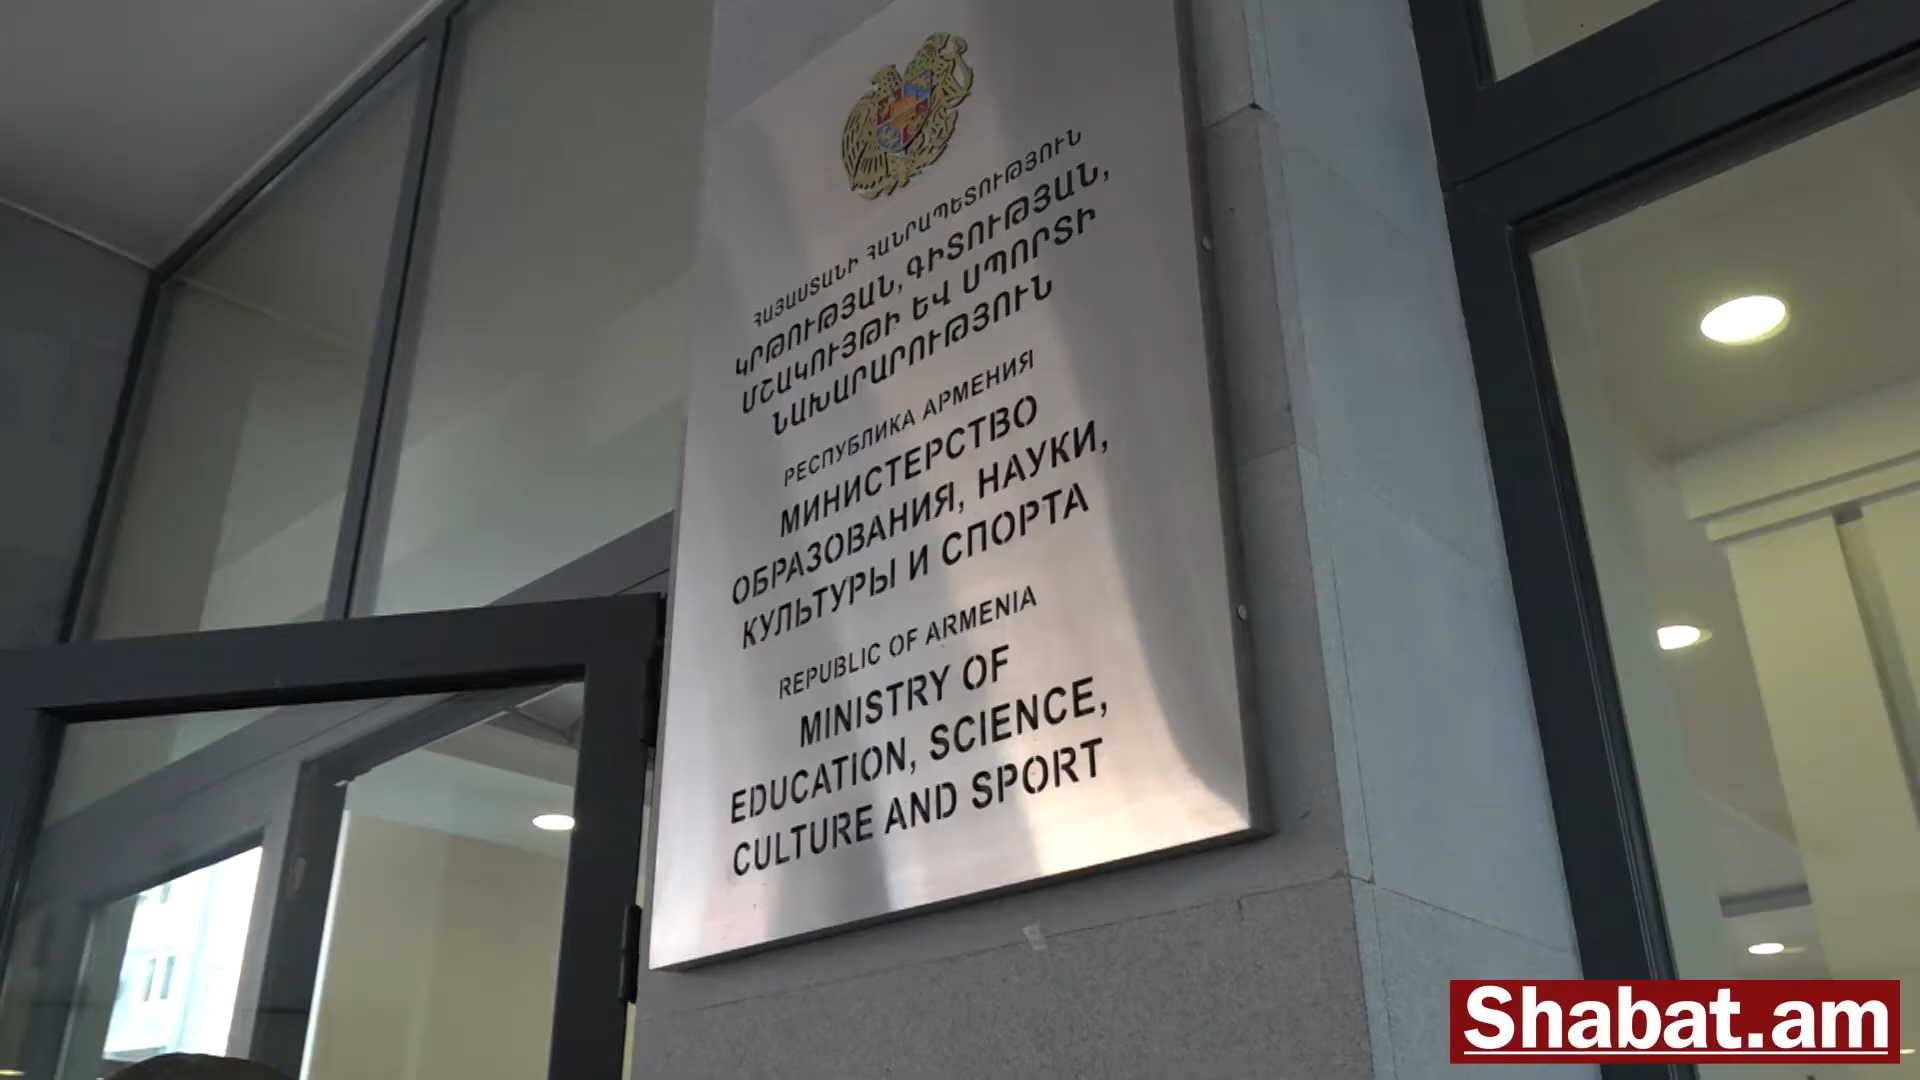 ՀԱՅԱՍՏԱՆԻ ՀԱՆՐԱՊԵՏՈՒԹՅՈՒՆ
ԿՐԹՈՒԹՅԱՆ, ԳԻՏՈՒԹՅԱՆ,
ՄՇԱԿՈՒՅԹԻ ԵՎ ՍՊՈՐՏԻ
ՆԱԽԱՐԱՐՈՒԹՅՈՒՆ
РЕСПУБЛИКА АРМЕНИЯ
МИНИСТЕРСТВО
ОБРАЗОВАНИЯ, НАУКИ,
КУЛЬТУРЫ И СПОРТА
REPUBLIC OF ARMENIA
MINISTRY OF
EDUCATION, SCIENCE,
CULTURE AND SPORT
Shabat.am